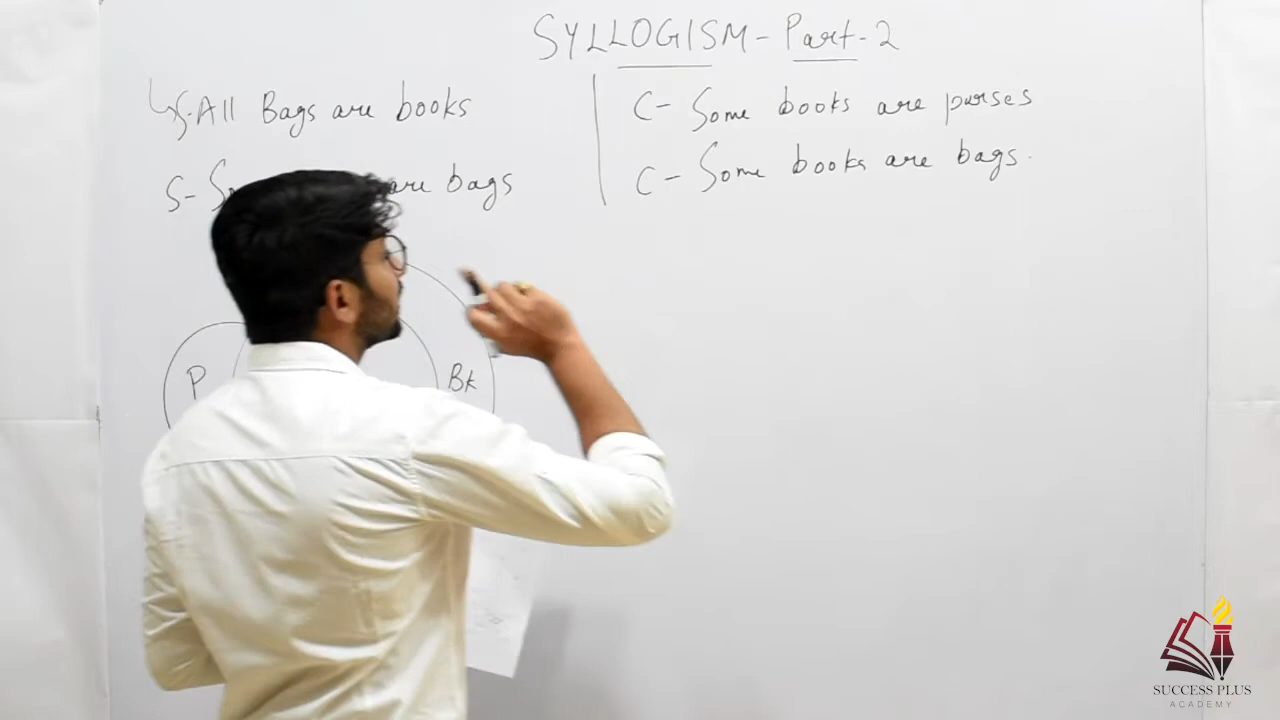 SYLLOGISM - Part-2
S- All Bags are books
S- are bags
C- Some books are purses
C- Some books are bags.
P
Bk
SUCCESS PLUS
ACADEMY